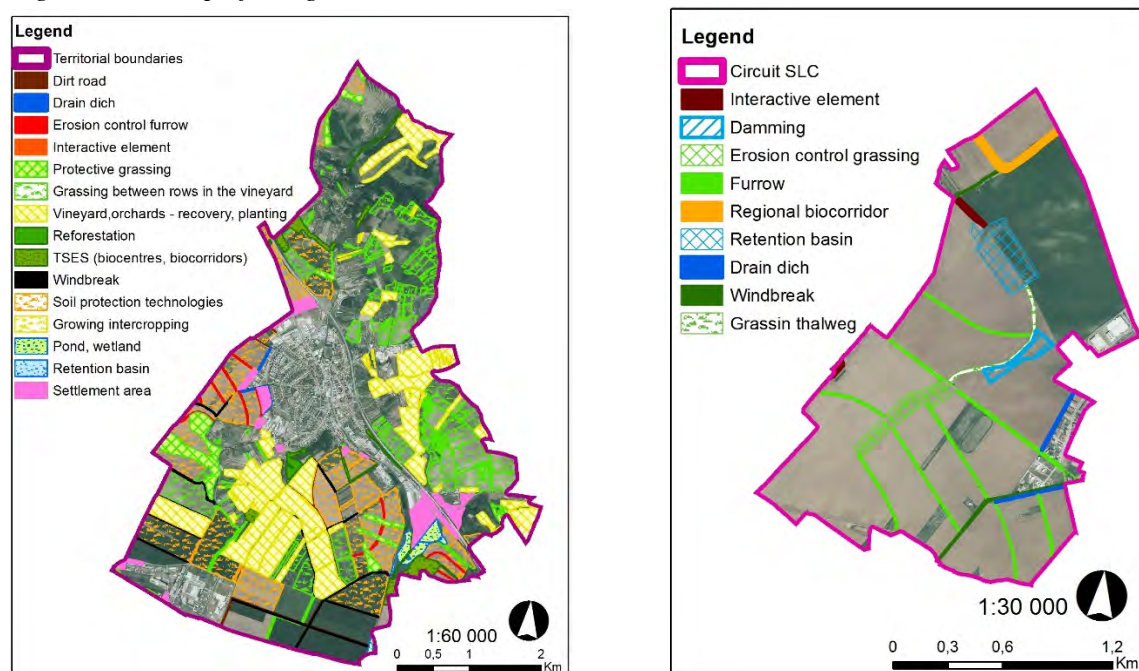 Legend
Territorial boundaries
Dirt road
Drain dich
Erosion control furrow
Interactive element
Protective grassing
Grassing between rows in the vineyard
Vineyard,orchards - recovery, planting
Reforestation
TSES (biocentres, biocorridors)
Windbreak
Soil protection technologies
Growing intercropping
Pond, wetland
Retention basin
Settlement area
1:60 000
0 0,5 1 2
Km
Legend
Circuit SLC
Interactive element
Damming
Erosion control grassing
Furrow
Regional biocorridor
Retention basin
Drain dich
Windbreak
Grassin thalweg
1:30 000
0 0,3 0,6 1,2
Km